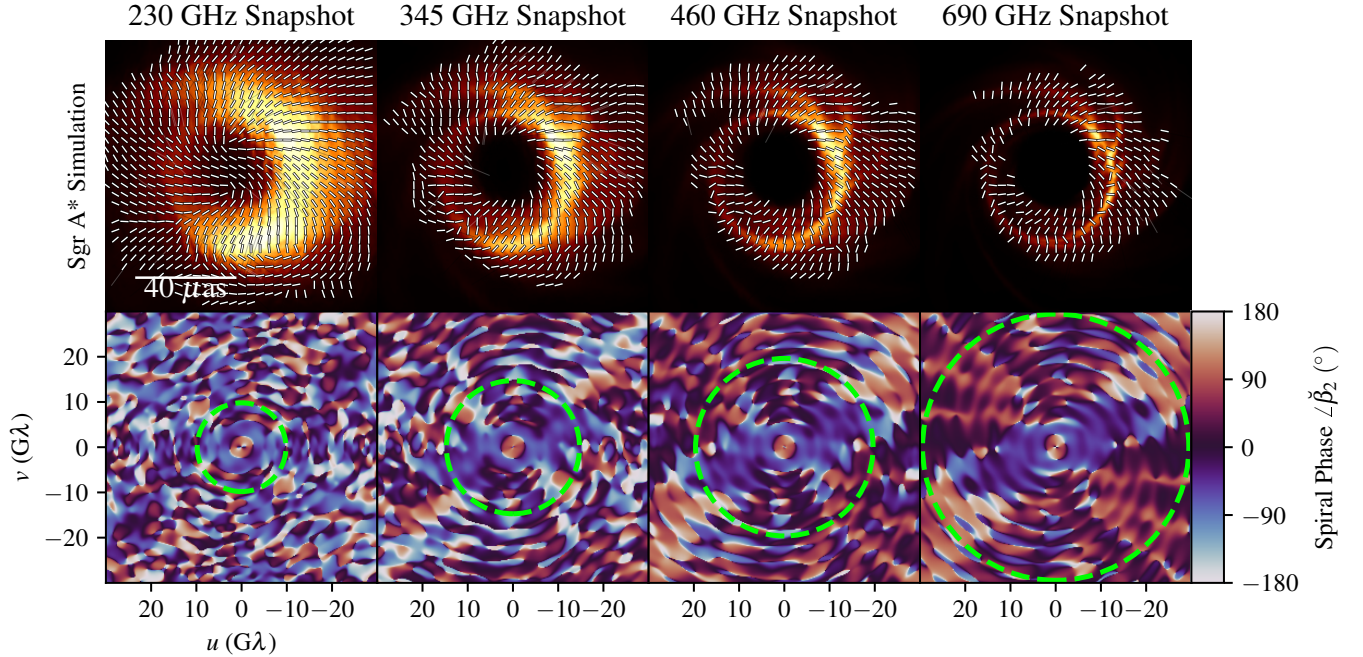 230 GHz Snapshot 345 GHz Snapshot 460 GHz Snapshot 690 GHz Snapshot
Sgr A* Simulation
40 μas
20
10
0
−10
−20
v (Gλ)
20 10 0 −10 −20 20 10 0 −10 −20 20 10 0 −10 −20 20 10 0 −10 −20
u (Gλ)
180
90
0
−90
−180
Spiral Phase ∠β̆₂ (°)